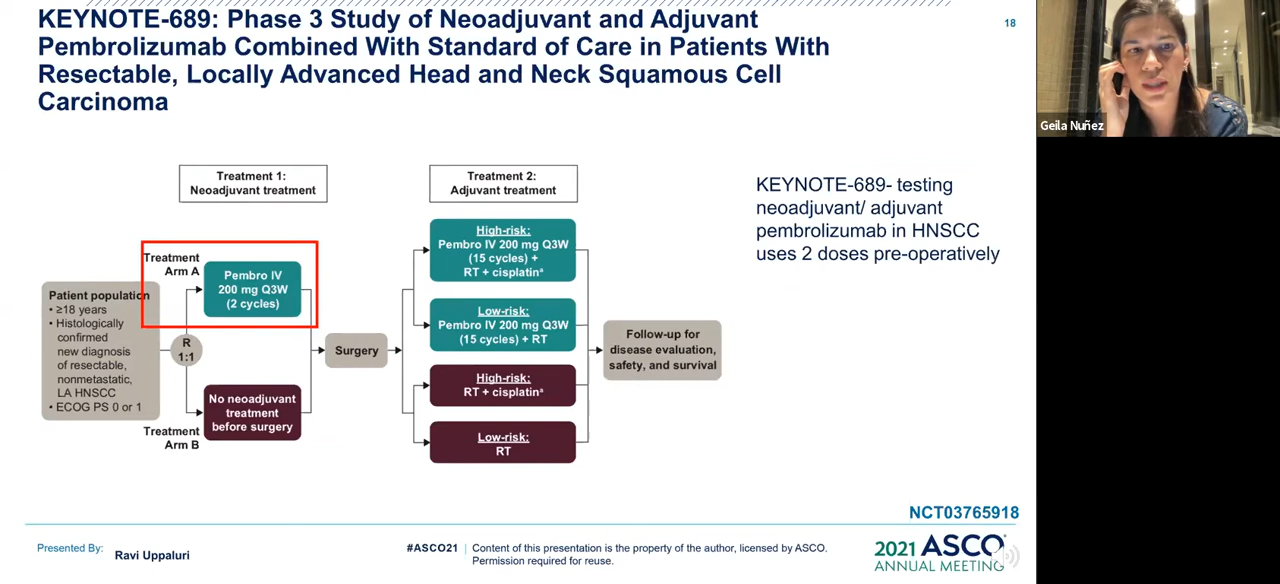 KEYNOTE-689: Phase 3 Study of Neoadjuvant and Adjuvant
Pembrolizumab Combined With Standard of Care in Patients With
Resectable, Locally Advanced Head and Neck Squamous Cell
Carcinoma
18
Geila Nuñez
Treatment 1:
Neoadjuvant treatment
Treatment 2:
Adjuvant treatment
KEYNOTE-689- testing
neoadjuvant/ adjuvant
pembrolizumab in HNSCC
uses 2 doses pre-operatively
Patient population
• ≥18 years
• Histologically
confirmed
new diagnosis
of resectable,
nonmetastatic,
LA HNSCC
• ECOG PS 0 or 1
R
1:1
Treatment
Arm A
Pembro IV
200 mg Q3W
(2 cycles)
No neoadjuvant
treatment
before surgery
Treatment
Arm B
Surgery
High-risk:
Pembro IV 200 mg Q3W
(15 cycles) +
RT + cisplatinᵃ
Low-risk:
Pembro IV 200 mg Q3W
(15 cycles) + RT
High-risk:
RT + cisplatinᵃ
Low-risk:
RT
Follow-up for
disease evaluation,
safety, and survival
NCT03765918
Presented By: Ravi Uppaluri
#ASCO21 | Content of this presentation is the property of the author, licensed by ASCO.
Permission required for reuse.
2021 ASCO
ANNUAL MEETING